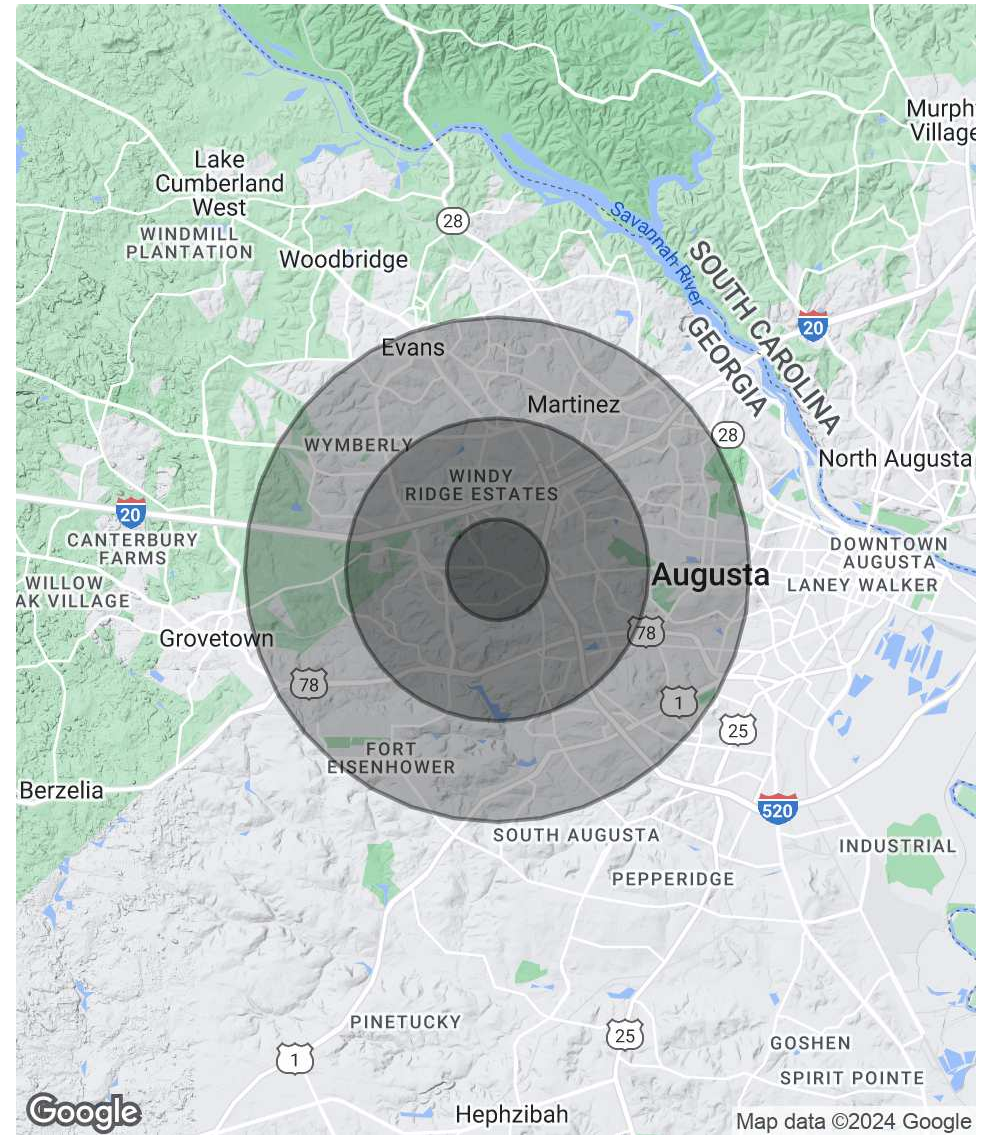 Murph
Village
Lake
Cumberland
West
WINDMILL
PLANTATION
28
Woodbridge
Savannah River
SOUTH CAROLINA
GEORGIA
20
Evans
Martinez
28
WYMBERLY
North Augusta
WINDY
RIDGE ESTATES
20
CANTERBURY
FARMS
DOWNTOWN
AUGUSTA
WILLOW
AK VILLAGE
Augusta
LANEY WALKER
Grovetown
78
78
1
25
FORT
EISENHOWER
Berzelia
520
SOUTH AUGUSTA
INDUSTRIAL
PEPPERIDGE
PINETUCKY
25
GOSHEN
1
SPIRIT POINTE
Google
Hephzibah
Map data ©2024 Google